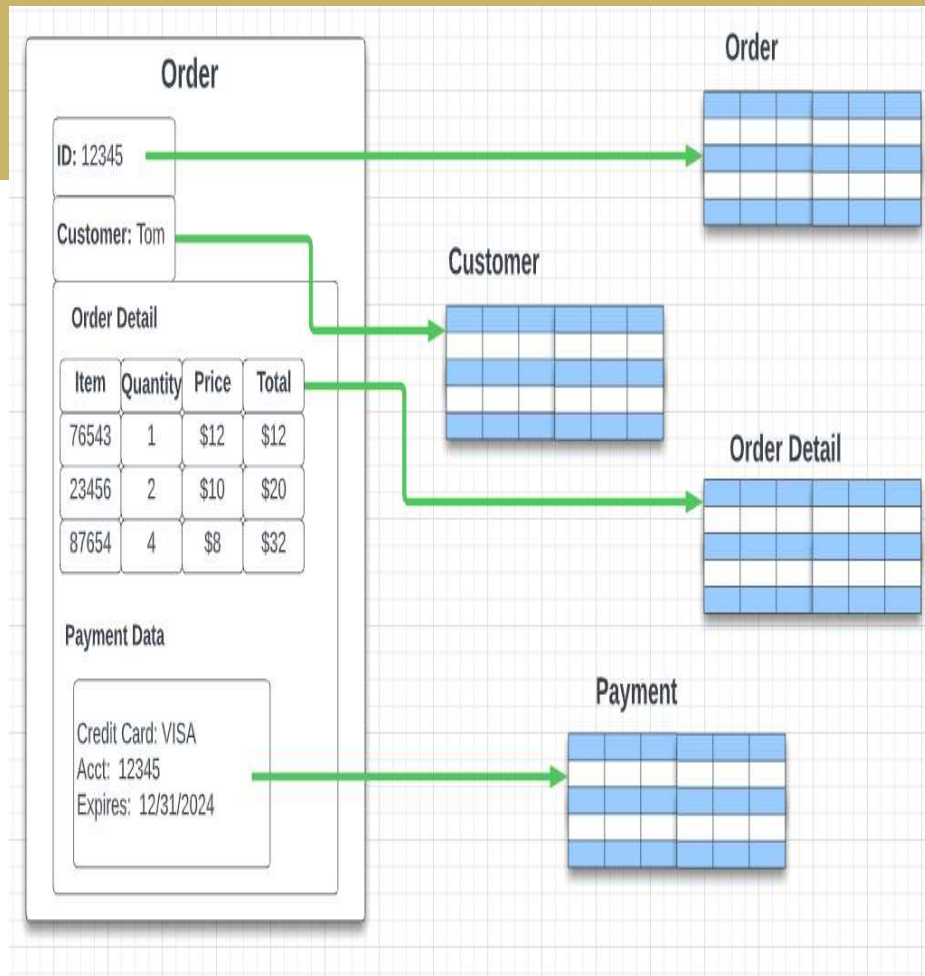 Order
ID: 12345
Customer: Tom
Order Detail
Item Quantity Price Total
76543 1 $12 $12
23456 2 $10 $20
87654 4 $8 $32
Payment Data
Credit Card: VISA
Acct: 12345
Expires: 12/31/2024
Order
Customer
Order Detail
Payment